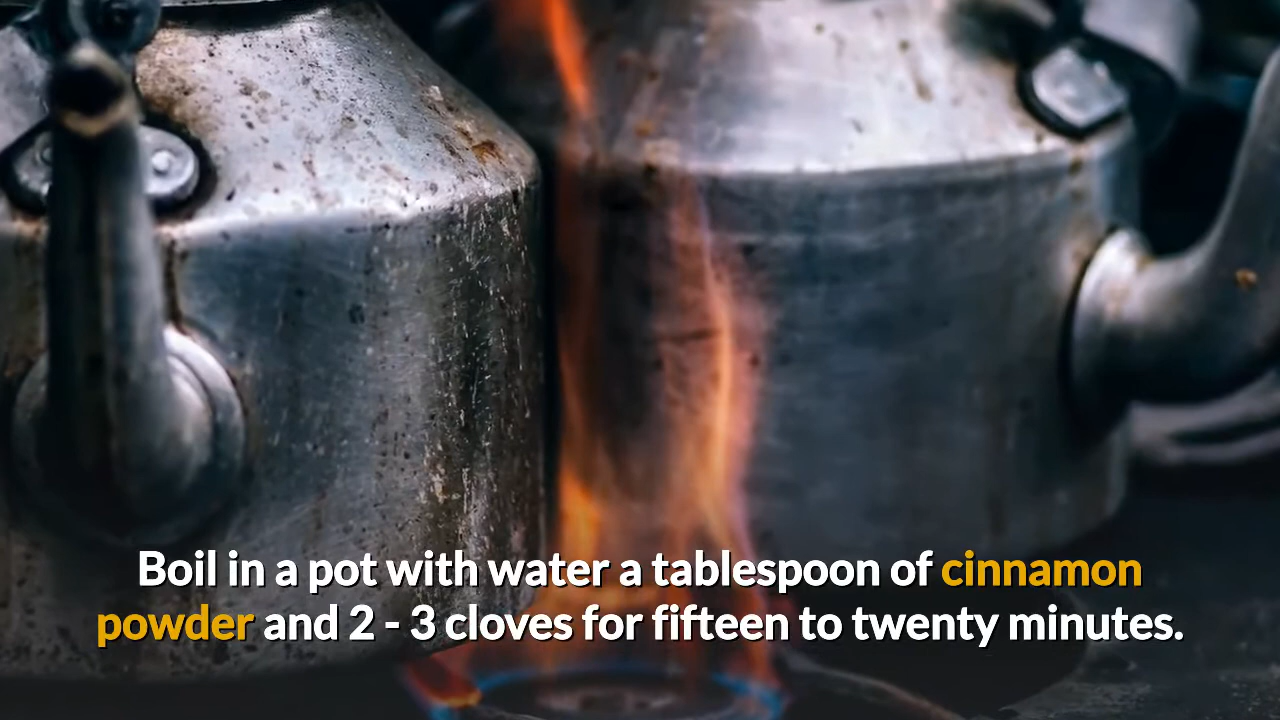 Boil in a pot with water a tablespoon of cinnamon
powder and 2 - 3 cloves for fifteen to twenty minutes.